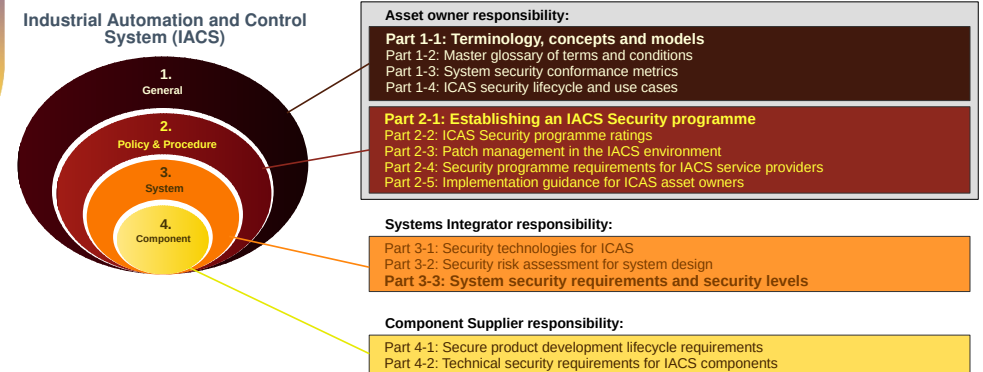 Industrial Automation and Control
System (IACS)
1.
General
2.
Policy & Procedure
3.
System
4.
Component
Asset owner responsibility:
Part 1-1: Terminology, concepts and models
Part 1-2: Master glossary of terms and conditions
Part 1-3: System security conformance metrics
Part 1-4: ICAS security lifecycle and use cases
Part 2-1: Establishing an IACS Security programme
Part 2-2: ICAS Security programme ratings
Part 2-3: Patch management in the IACS environment
Part 2-4: Security programme requirements for IACS service providers
Part 2-5: Implementation guidance for ICAS asset owners
Systems Integrator responsibility:
Part 3-1: Security technologies for ICAS
Part 3-2: Security risk assessment for system design
Part 3-3: System security requirements and security levels
Component Supplier responsibility:
Part 4-1: Secure product development lifecycle requirements
Part 4-2: Technical security requirements for IACS components